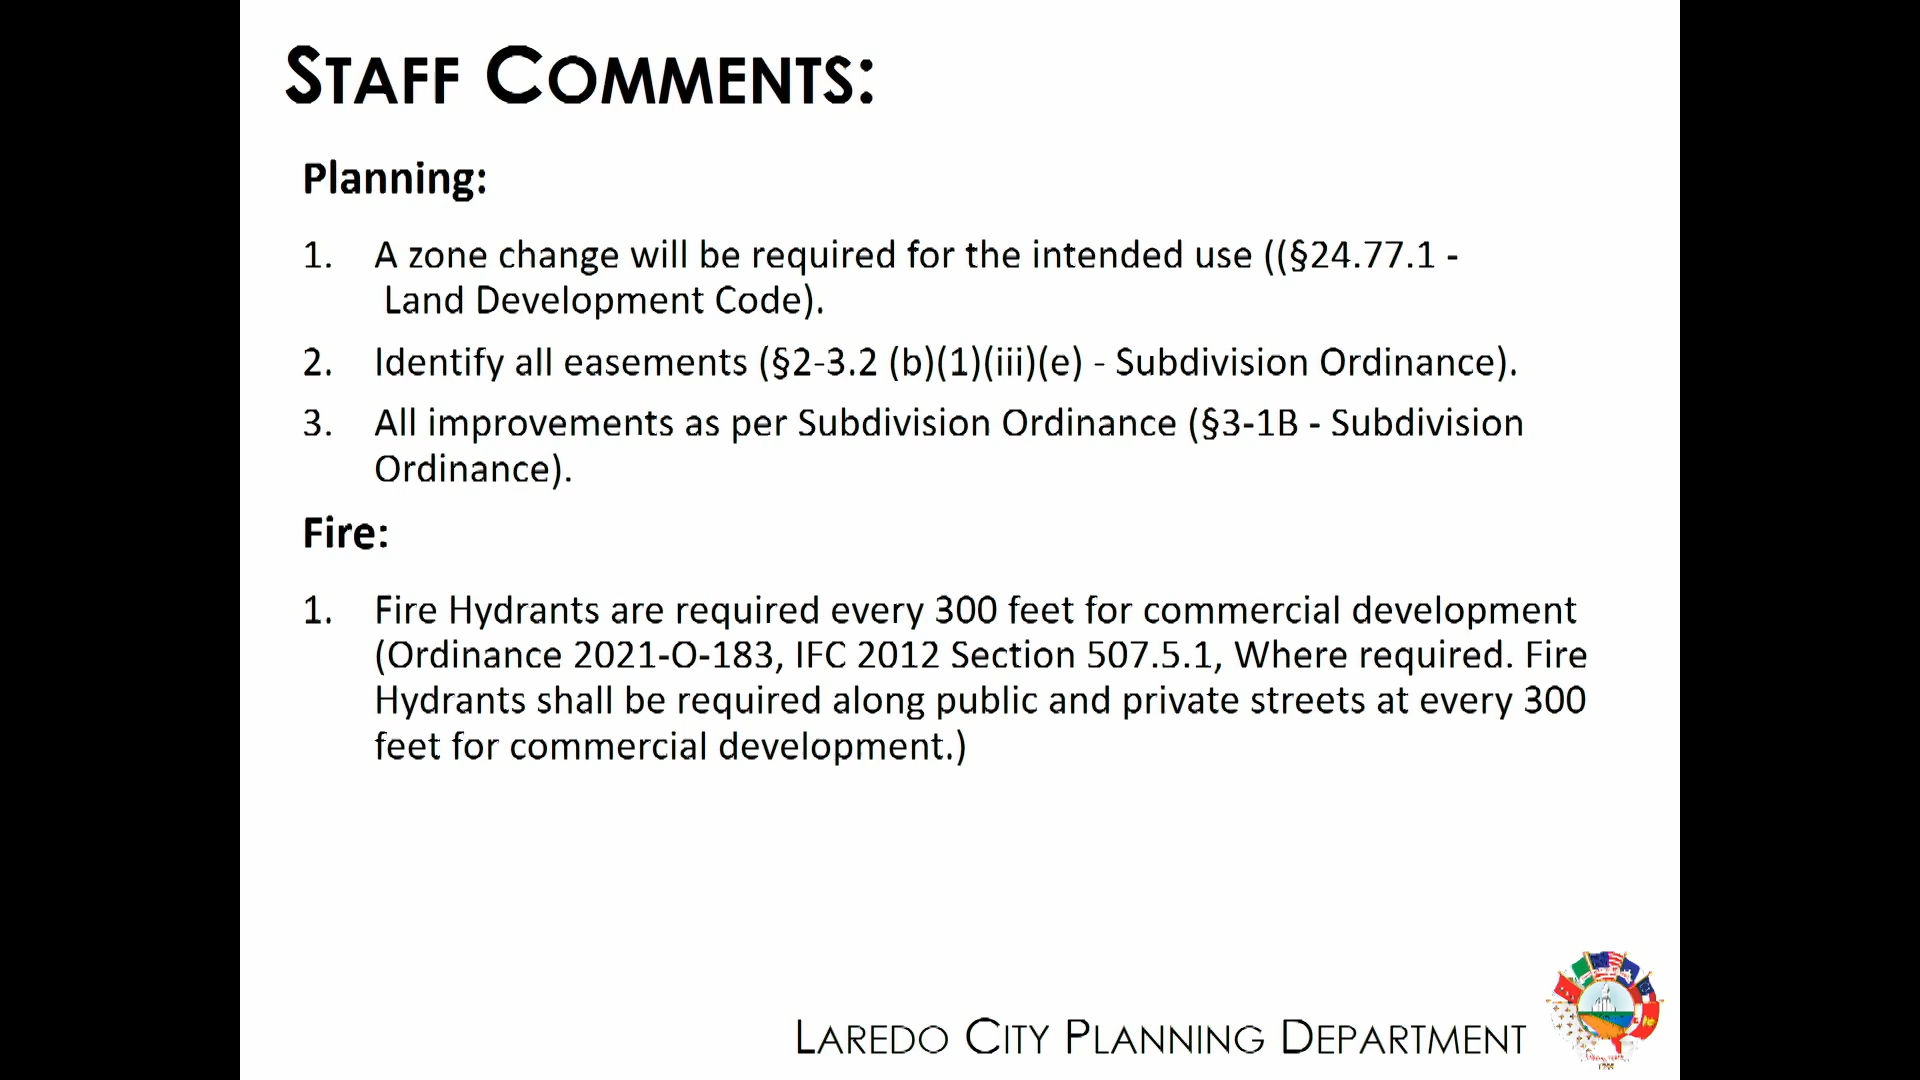 STAFF COMMENTS:
Planning:
1. A zone change will be required for the intended use ((§24.77.1 -
Land Development Code).
2. Identify all easements (§2-3.2 (b)(1)(iii)(e) - Subdivision Ordinance).
3. All improvements as per Subdivision Ordinance (§3-1B - Subdivision
Ordinance).
Fire:
1. Fire Hydrants are required every 300 feet for commercial development
(Ordinance 2021-O-183, IFC 2012 Section 507.5.1, Where required. Fire
Hydrants shall be required along public and private streets at every 300
feet for commercial development.)
LAREDO CITY PLANNING DEPARTMENT